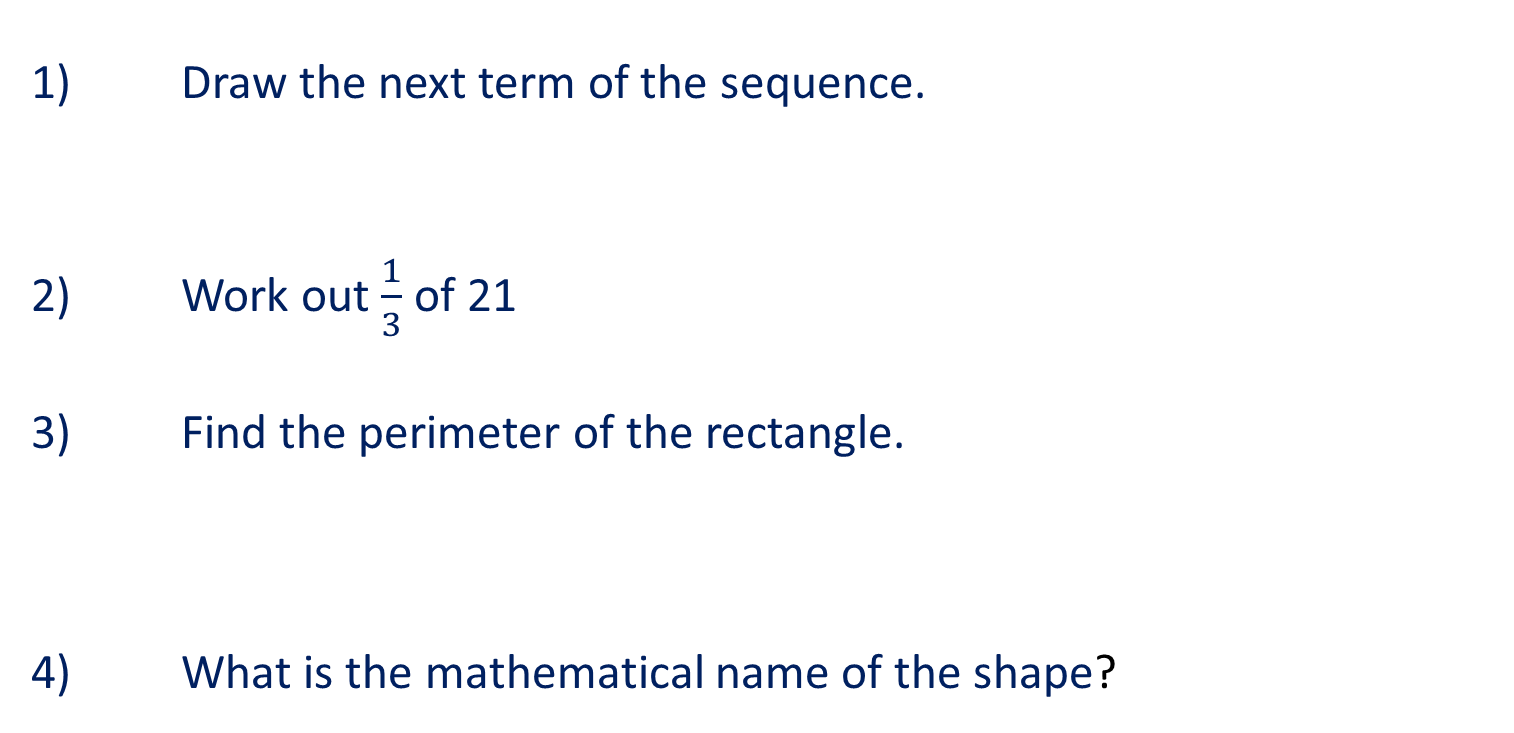 1) Draw the next term of the sequence.
2) Work out 1/3 of 21
3) Find the perimeter of the rectangle.
4) What is the mathematical name of the shape?